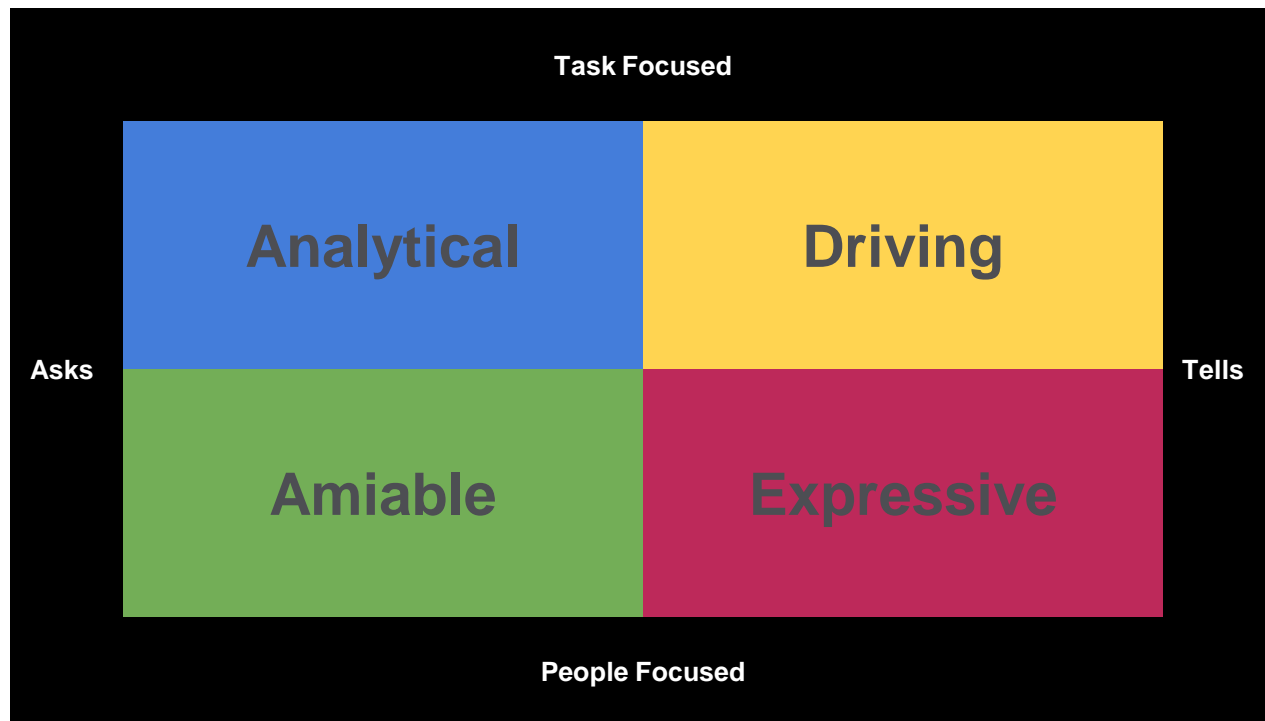 Task Focused
Analytical
Driving
Asks
Tells
Amiable
Expressive
People Focused